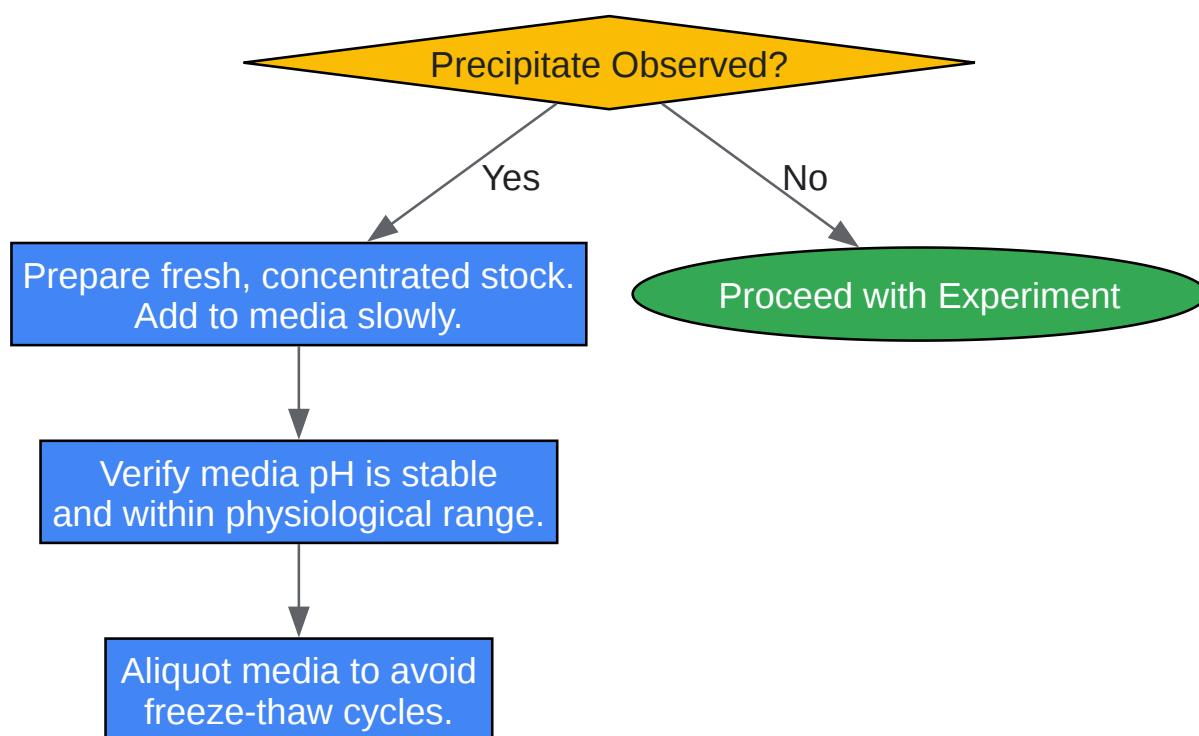 Precipitate Observed?
Yes
No
Prepare fresh, concentrated stock.
Add to media slowly.
Proceed with Experiment
Verify media pH is stable
and within physiological range.
Aliquot media to avoid
freeze-thaw cycles.